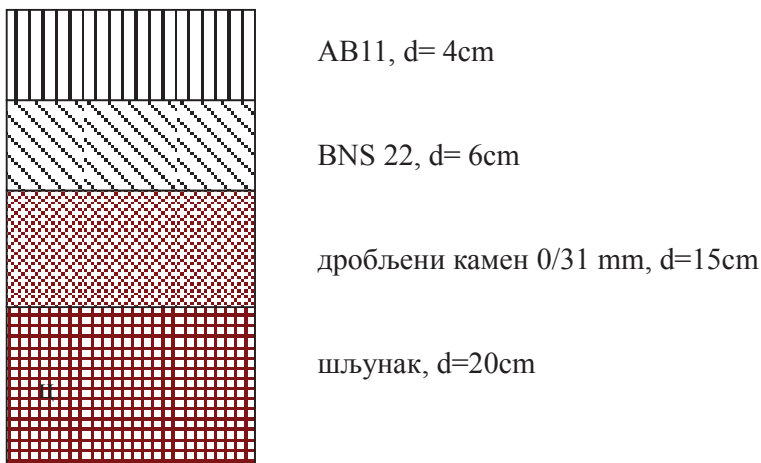 AB11, d= 4cm
BNS 22, d= 6cm
дробљени камен 0/31 mm, d=15cm
шљунак, d=20cm